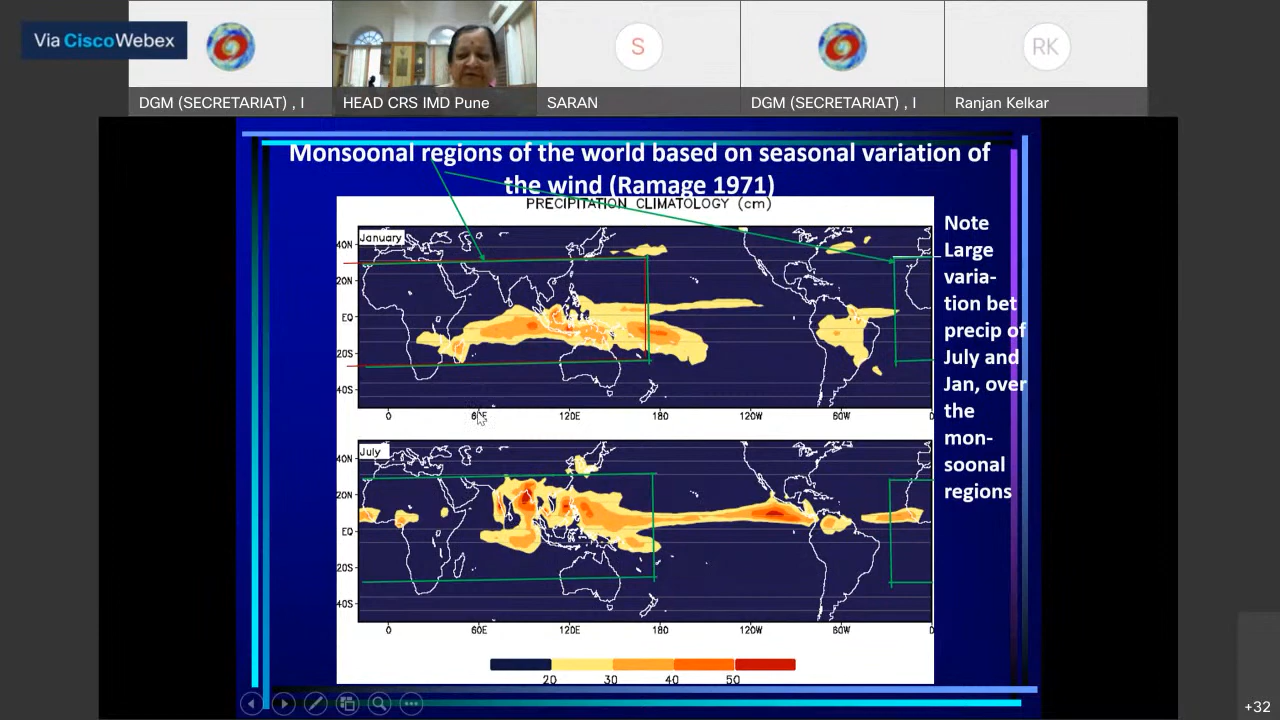 Via CiscoWebex
DGM (SECRETARIAT) , I
HEAD CRS IMD Pune
S
SARAN
DGM (SECRETARIAT) , I
RK
Ranjan Kelkar
Monsoonal regions of the world based on seasonal variation of
the wind (Ramage 1971)
PRECIPITATION CLIMATOLOGY (cm)
January
40N
20N
EQ
20S
40S
0 60E 120E 180 120W 60W 0
July
40N
20N
EQ
20S
40S
0 60E 120E 180 120W 60W 0
20 30 40 50
Note
Large
varia-
tion bet
precip of
July and
Jan, over
the
mon-
soonal
regions
+32